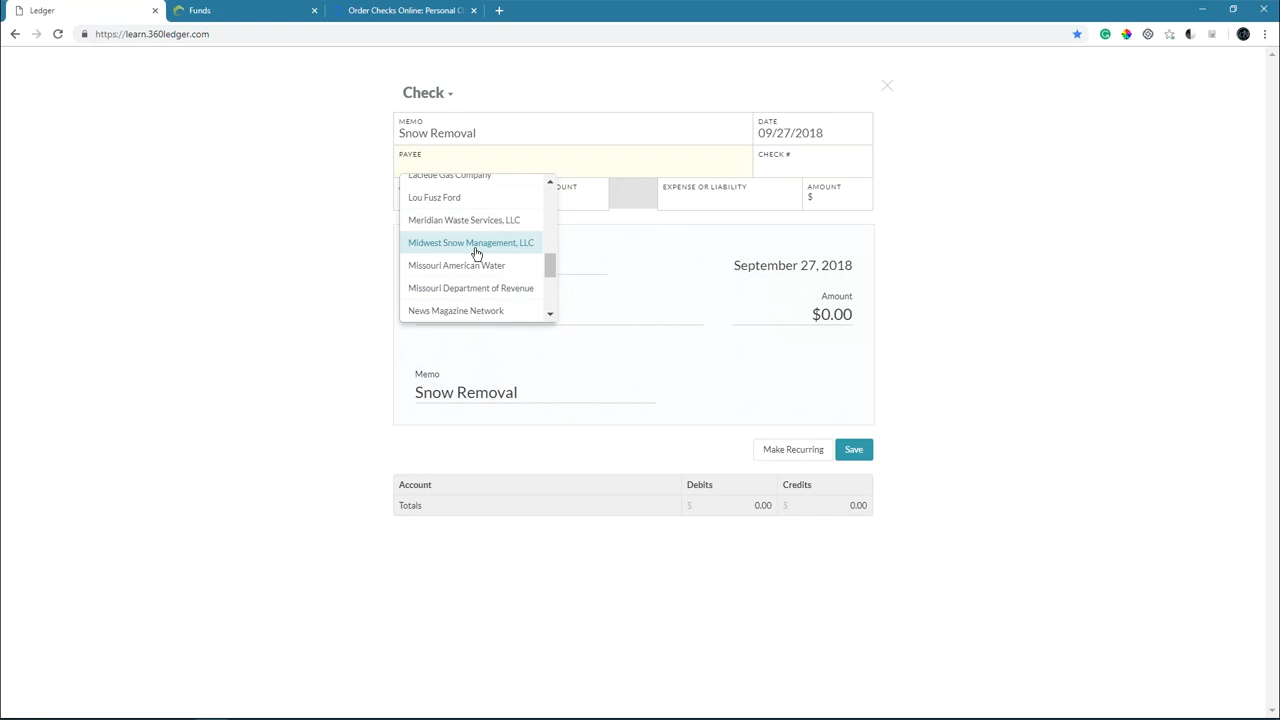 Ledger
Funds
Order Checks Online: Personal C
https://learn.360ledger.com
Check
MEMO
Snow Removal
DATE
09/27/2018
PAYEE
CHECK #
Laclede Gas Company
OUNT
EXPENSE OR LIABILITY
AMOUNT
$
Lou Fusz Ford
Meridian Waste Services, LLC
Midwest Snow Management, LLC
Missouri American Water
Missouri Department of Revenue
News Magazine Network
September 27, 2018
Amount
$0.00
Memo
Snow Removal
Make Recurring
Save
Account Debits Credits
Totals $ 0.00 $ 0.00